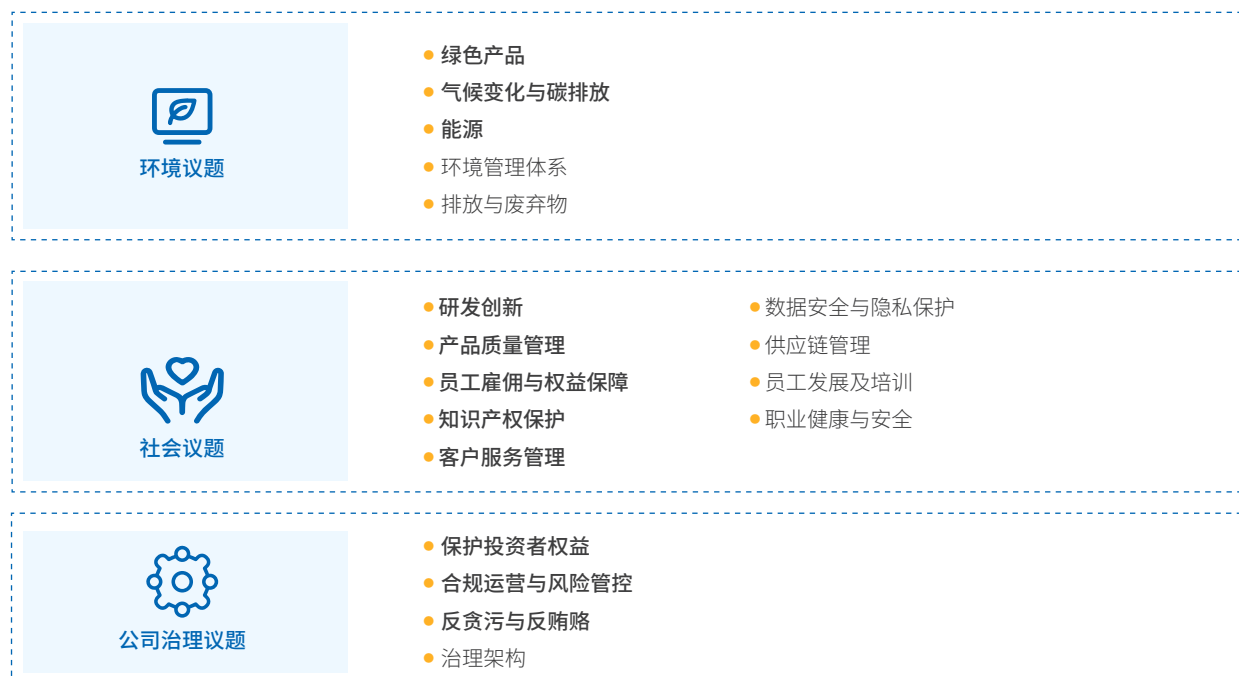 环境议题
绿色产品
气候变化与碳排放
能源
环境管理体系
排放与废弃物
社会议题
研发创新
产品质量管理
员工雇佣与权益保障
知识产权保护
客户服务管理
数据安全与隐私保护
供应链管理
员工发展及培训
职业健康与安全
公司治理议题
保护投资者权益
合规运营与风险管控
反贪污与反贿赂
治理架构